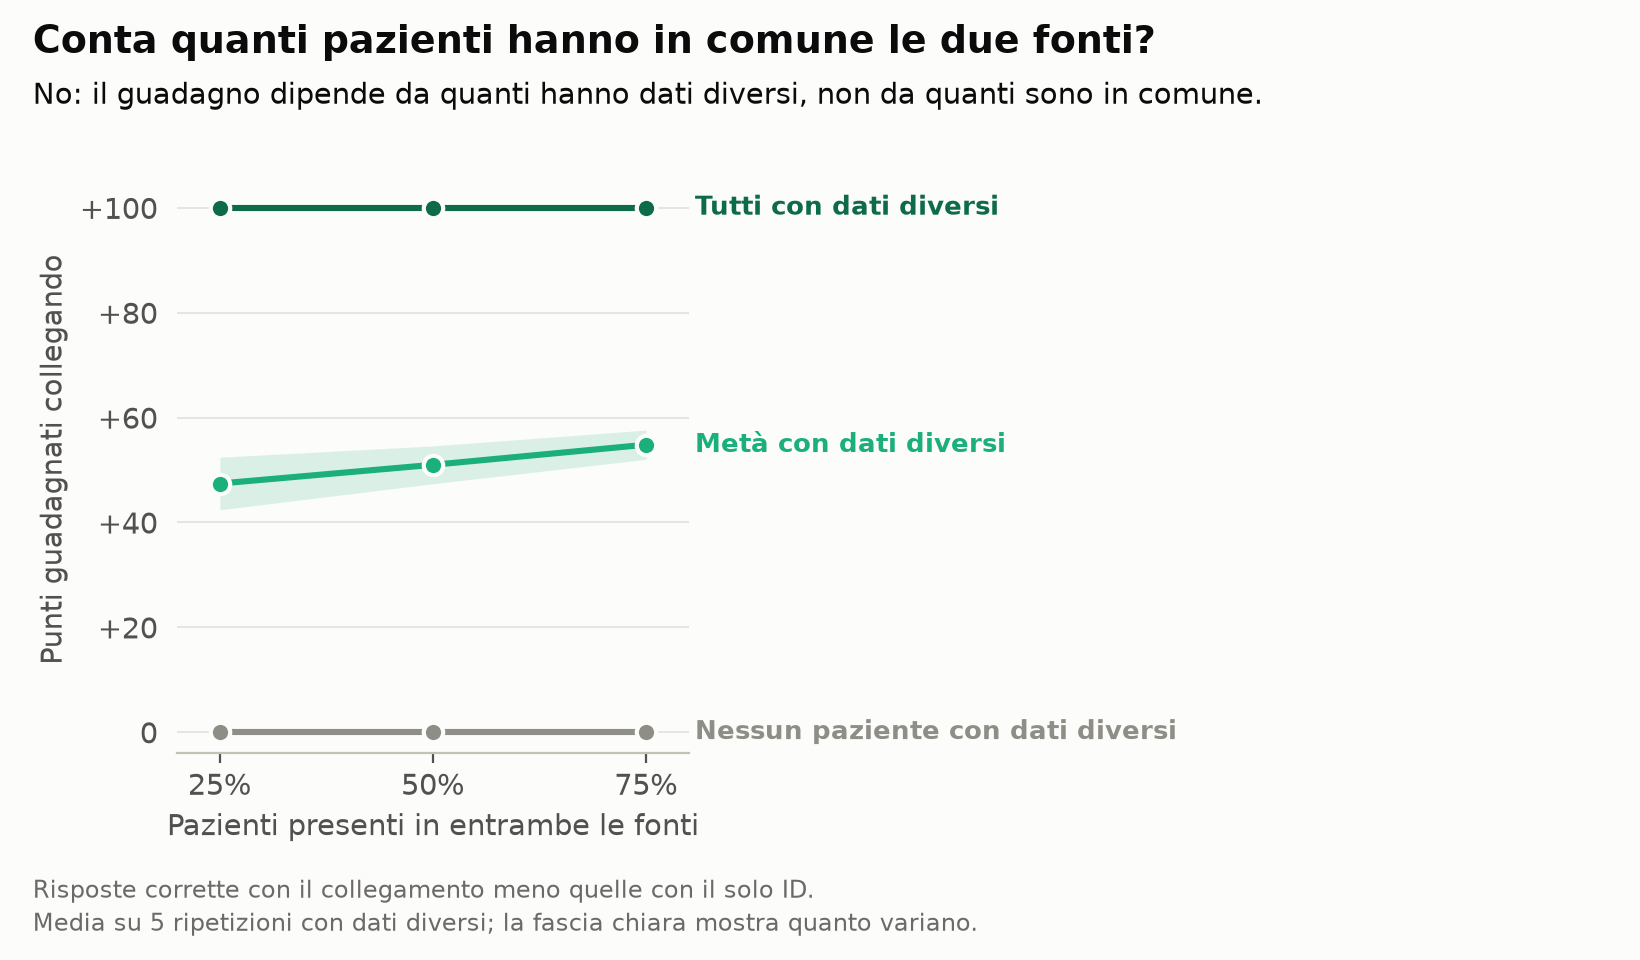 Conta quanti pazienti hanno in comune le due fonti?
No: il guadagno dipende da quanti hanno dati diversi, non da quanti sono in comune.
Punti guadagnati collegando
+100
+80
+60
+40
+20
0
Tutti con dati diversi
Metà con dati diversi
Nessun paziente con dati diversi
25%
50%
75%
Pazienti presenti in entrambe le fonti
Risposte corrette con il collegamento meno quelle con il solo ID.
Media su 5 ripetizioni con dati diversi; la fascia chiara mostra quanto variano.